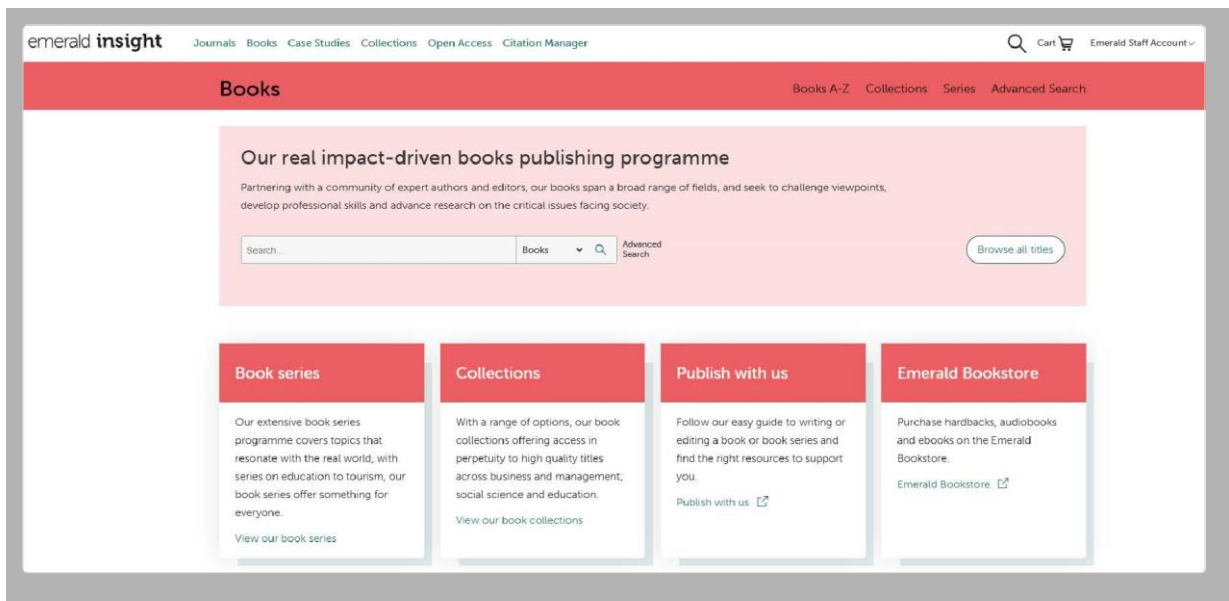 emerald insight
Journals Books Case Studies Collections Open Access Citation Manager
Cart
Emerald Staff Account
Books
Books A-Z Collections Series Advanced Search
Our real impact-driven books publishing programme
Partnering with a community of expert authors and editors, our books span a broad range of fields, and seek to challenge viewpoints,
develop professional skills and advance research on the critical issues facing society.
Search...
Books
Advanced
Search
Browse all titles
Book series
Our extensive book series
programme covers topics that
resonate with the real world, with
series on education to tourism, our
book series offer something for
everyone.
View our book series
Collections
With a range of options, our book
collections offering access in
perpetuity to high quality titles
across business and management;
social science and education.
View our book collections
Publish with us
Follow our easy guide to writing or
editing a book or book series and
find the right resources to support
you.
Publish with us
Emerald Bookstore
Purchase hardbacks, audiobooks
and ebooks on the Emerald
Bookstore.
Emerald Bookstore